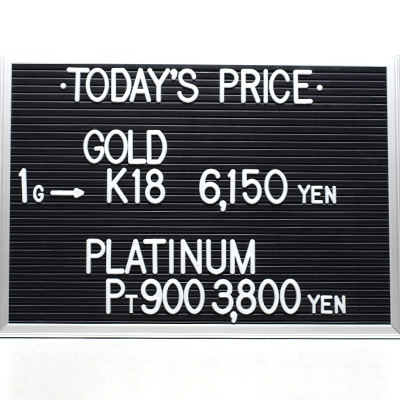 ·TODAY'S PRICE·
GOLD
1G→ K18 6,150 YEN
PLATINUM
PT900 3,800 YEN